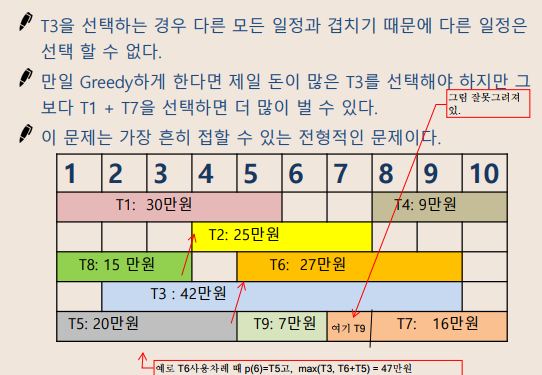 T3을 선택하는 경우 다른 모든 일정과 겹치기 때문에 다른 일정은
선택 할 수 없다.
만일 Greedy하게 한다면 제일 돈이 많은 T3를 선택해야 하지만 그
보다 T1 + T7을 선택하면 더 많이 벌 수 있다.
그림 잘못그려져
있.
이 문제는 가장 흔히 접할 수 있는 전형적인 문제이다.
1 2 3 4 5 6 7 8 9 10
T1: 30만원 T4: 9만원
T2: 25만원
T8: 15 만원 T6: 27만원
T3 : 42만원
T5: 20만원 T9: 7만원 여기 T9 T7: 16만원
예로 T6사용차례 때 p(6)=T5고, max(T3, T6+T5) = 47만원